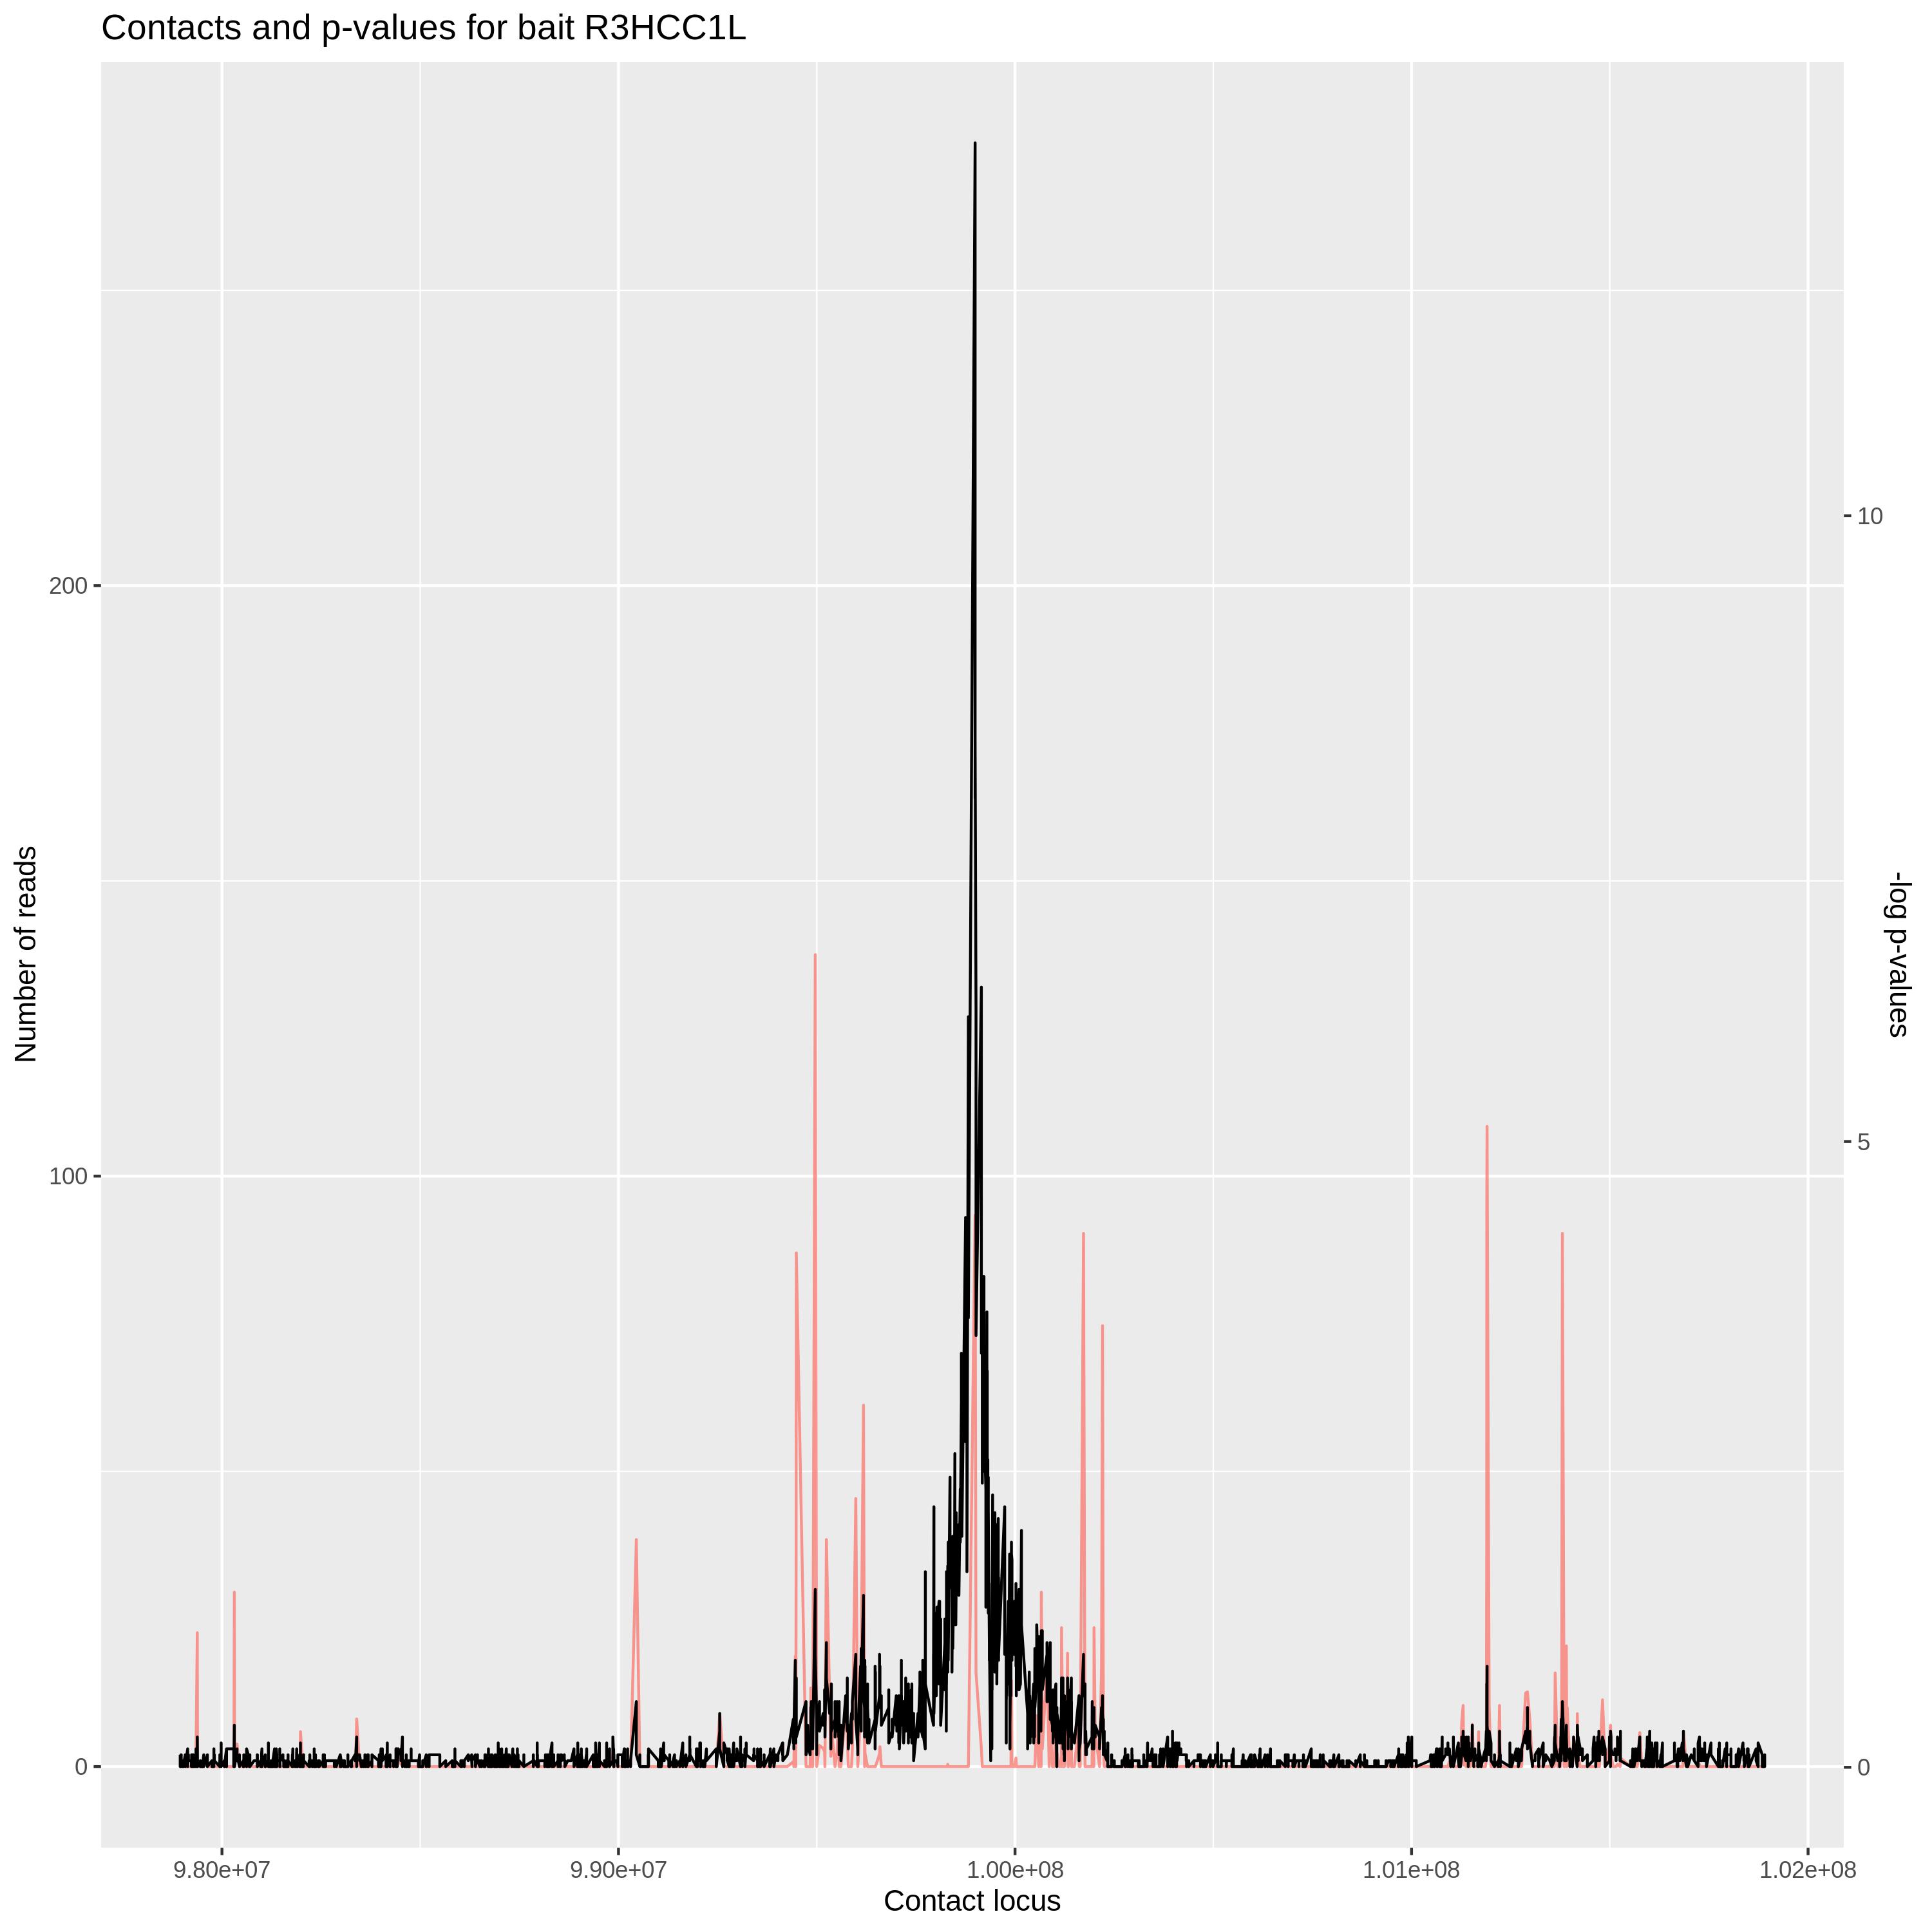 Contacts and p-values for bait R3HCC1L
200
100
0
Number of reads
10
5
0
-log p-values
9.80e+07
9.90e+07
1.00e+08
1.01e+08
1.02e+08
Contact locus